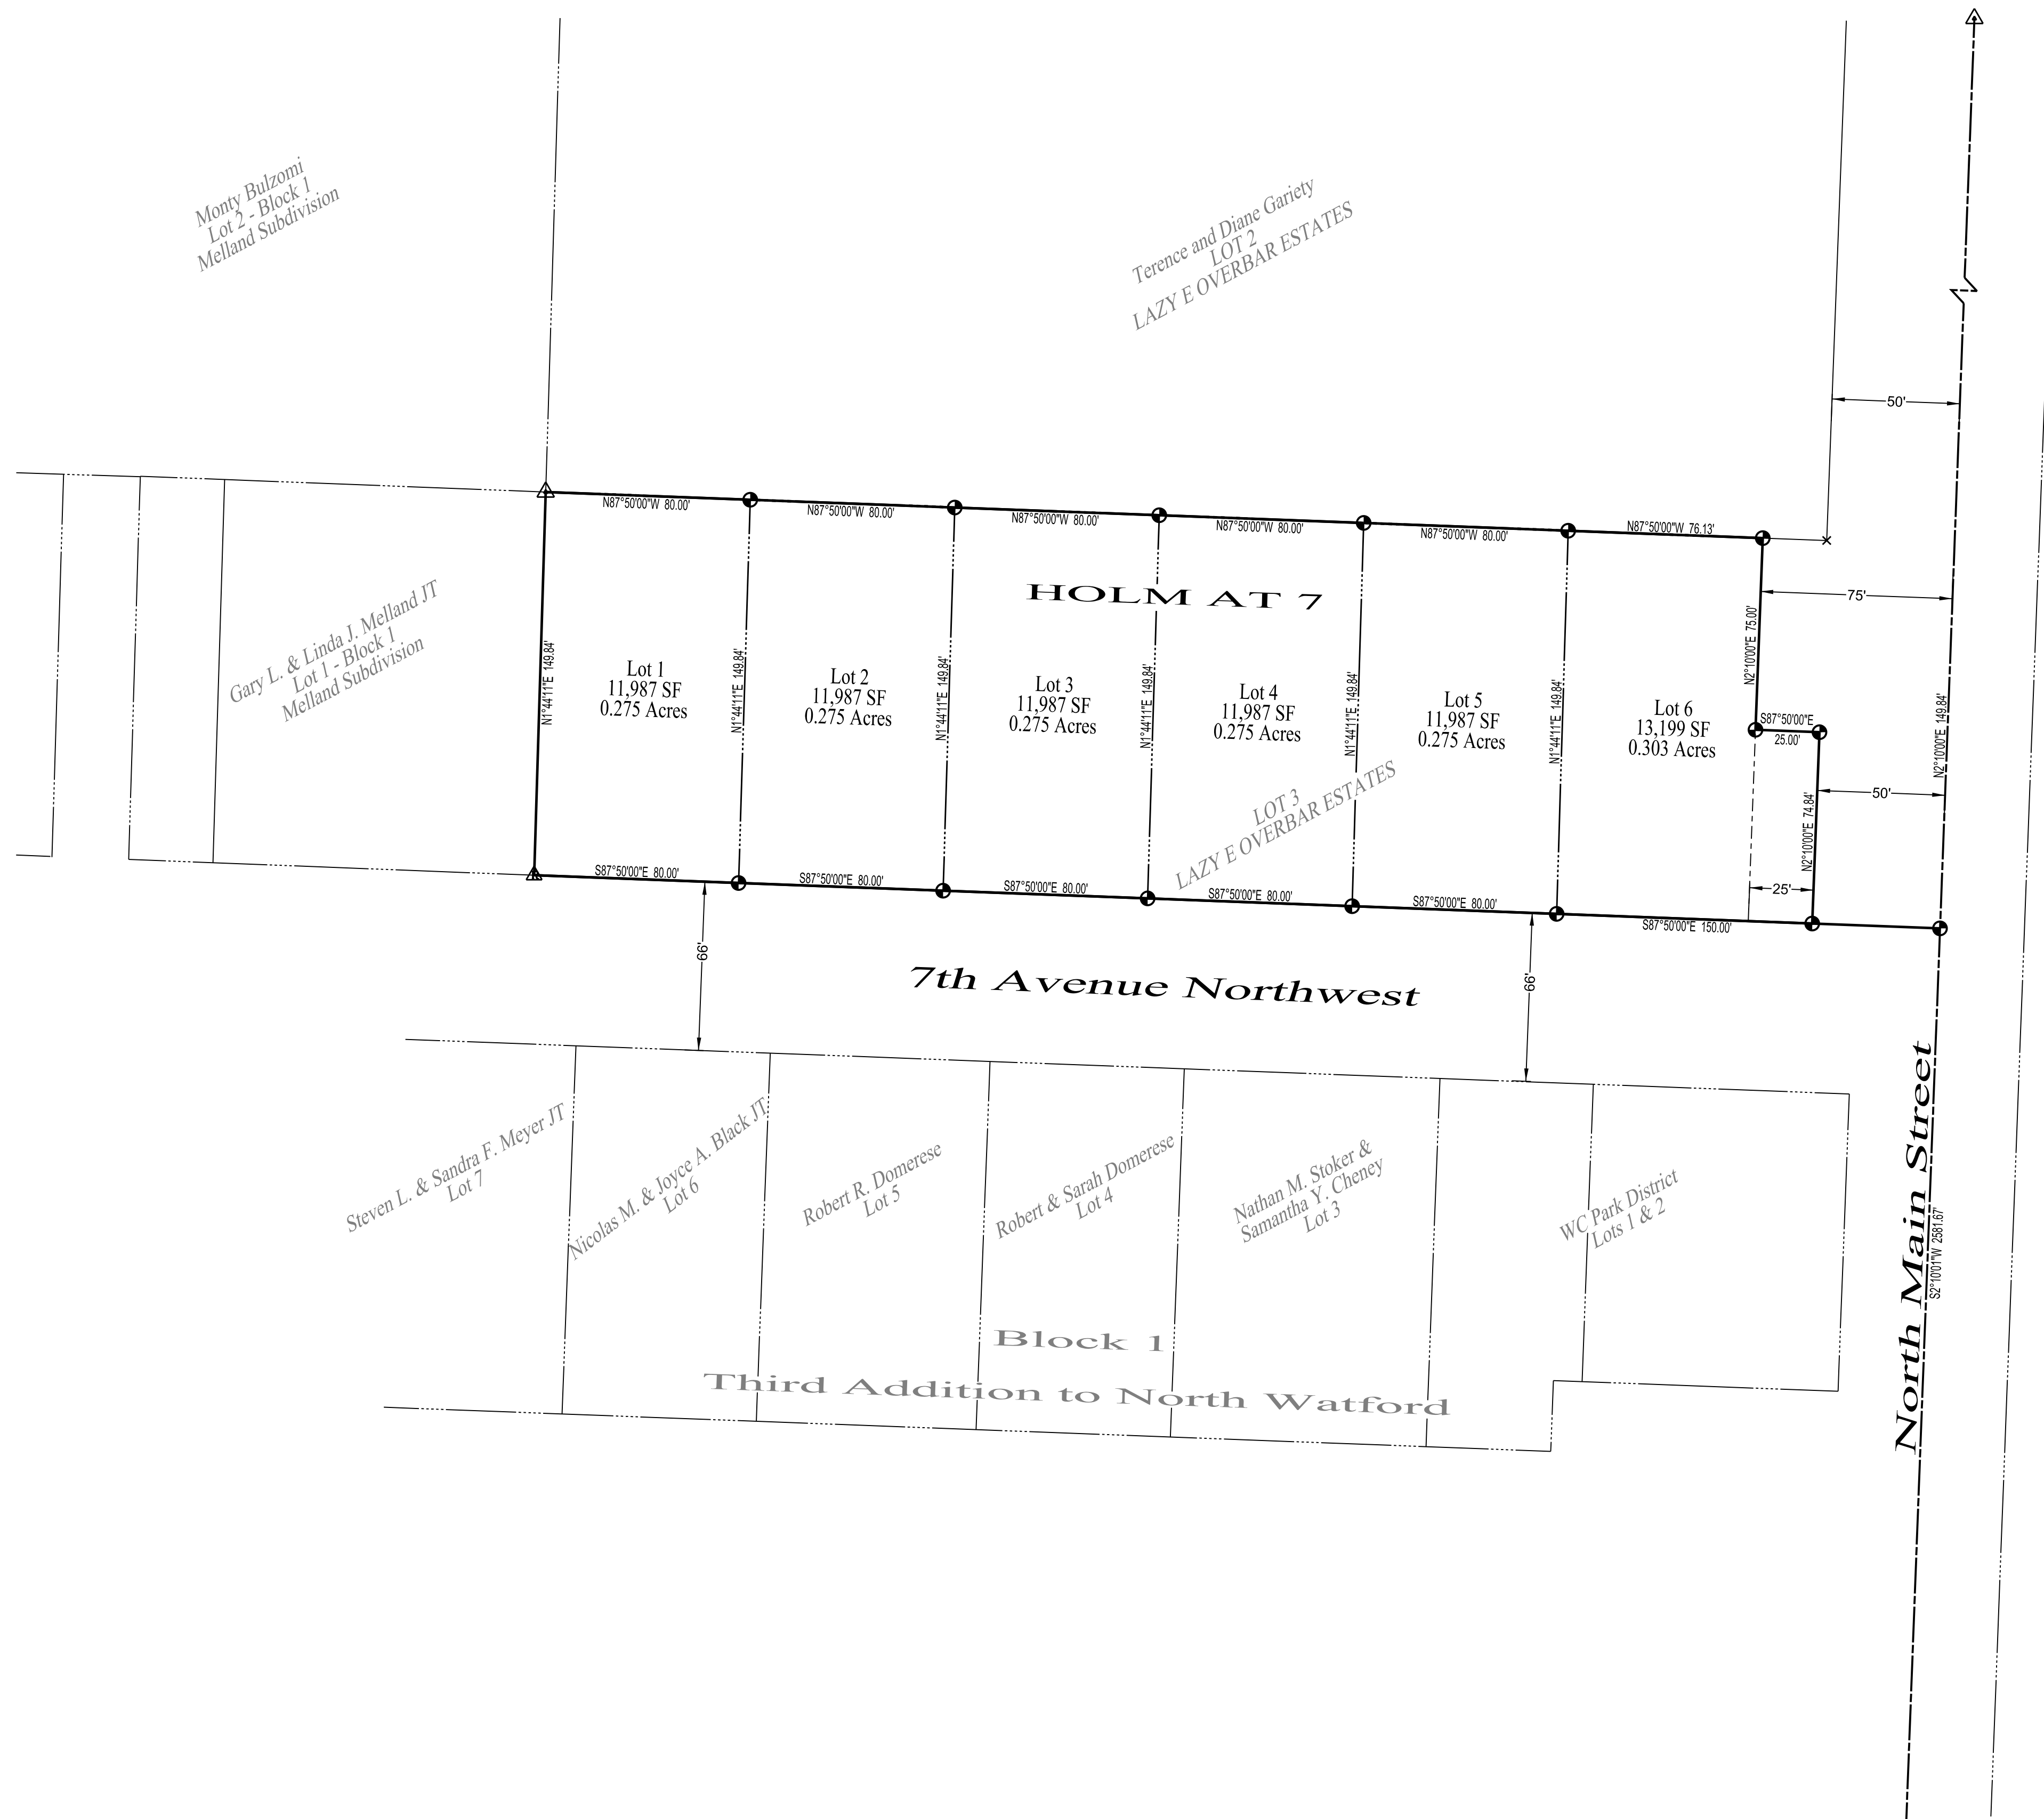 Monty Bulzomi
Lot 2 - Block 1
Melland Subdivision
Terence and Diane Gariety
LOT 2
LAZY E OVERBAR ESTATES
50'
N87°50'00"W 80.00'
N87°50'00"W 80.00'
N87°50'00"W 80.00'
N87°50'00"W 80.00'
N87°50'00"W 80.00'
N87°50'00"W 76.13'
HOLM AT 7
75'
Gary L. & Linda J. Melland JT
Lot 1 - Block 1
Melland Subdivision
N1°44'11"E 149.84'
Lot 1
11,987 SF
0.275 Acres
N1°44'11"E 149.84'
Lot 2
11,987 SF
0.275 Acres
N1°44'11"E 149.84'
Lot 3
11,987 SF
0.275 Acres
N1°44'11"E 149.84'
Lot 4
11,987 SF
0.275 Acres
N1°44'11"E 149.84'
Lot 5
11,987 SF
0.275 Acres
N1°44'11"E 149.84'
Lot 6
13,199 SF
0.303 Acres
N2°10'00"E 75.00'
S87°50'00"E
25.00'
N2°10'00"E 149.84'
50'
N2°10'00"E 74.84'
25'
LOT 3
LAZY E OVERBAR ESTATES
S87°50'00"E 80.00'
S87°50'00"E 80.00'
S87°50'00"E 80.00'
S87°50'00"E 80.00'
S87°50'00"E 80.00'
S87°50'00"E 150.00'
66'
7th Avenue Northwest
66'
Steven L. & Sandra F. Meyer JT
Lot 7
Nicolas M. & Joyce A. Black JT
Lot 6
Robert R. Domerese
Lot 5
Robert & Sarah Domerese
Lot 4
Nathan M. Stoker &
Samantha Y. Cheney
Lot 3
WC Park District
Lots 1 & 2
North Main Street
S2°10'01"W 2581.67'
Block 1
Third Addition to North Watford